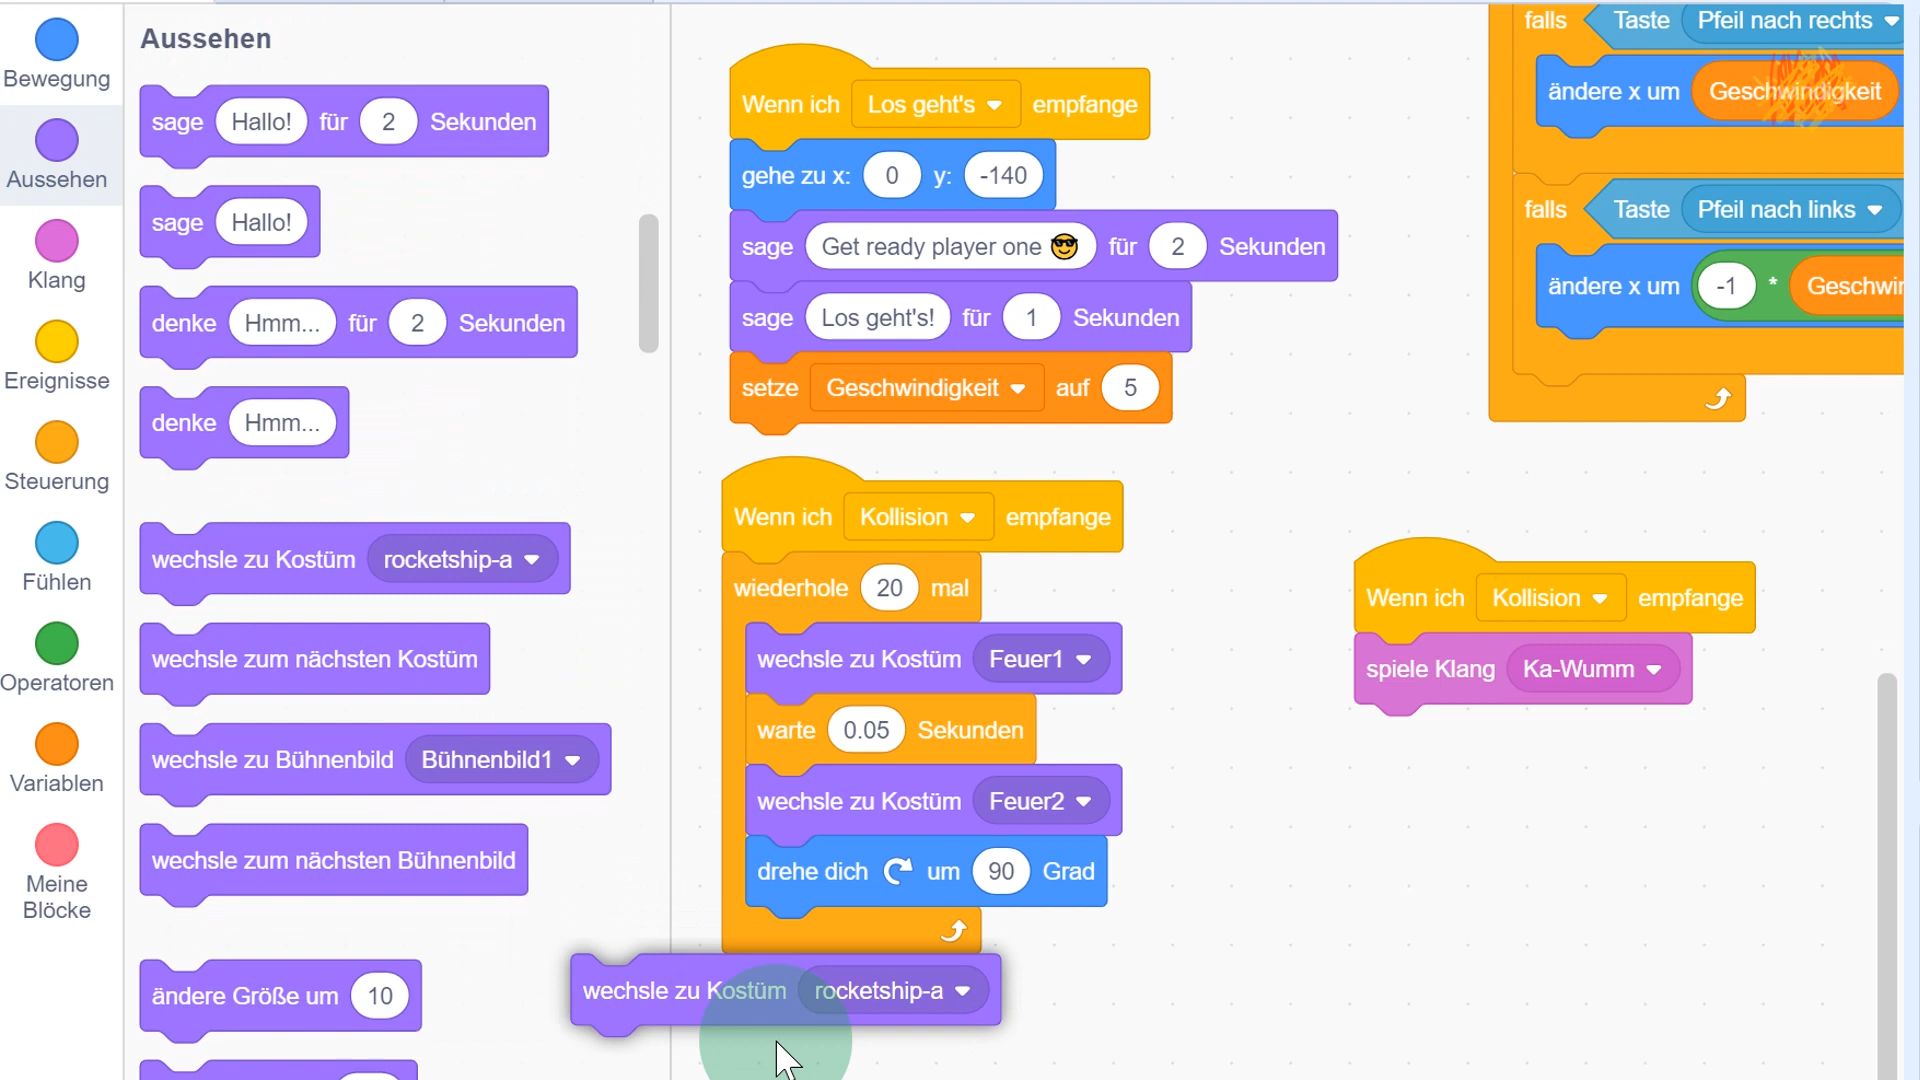 Bewegung
Aussehen
Klang
Ereignisse
Steuerung
Fühlen
Operatoren
Variablen
Meine
Blöcke
Aussehen
sage Hallo! für 2 Sekunden
sage Hallo!
denke Hmm... für 2 Sekunden
denke Hmm...
wechsle zu Kostüm rocketship-a
wechsle zum nächsten Kostüm
wechsle zu Bühnenbild Bühnenbild1
wechsle zum nächsten Bühnenbild
ändere Größe um 10
Wenn ich Los geht's empfange
gehe zu x: 0 y: -140
sage Get ready player one 😎 für 2 Sekunden
sage Los geht's! für 1 Sekunden
setze Geschwindigkeit auf 5
Wenn ich Kollision empfange
wiederhole 20 mal
wechsle zu Kostüm Feuer1
warte 0.05 Sekunden
wechsle zu Kostüm Feuer2
drehe dich um 90 Grad
wechsle zu Kostüm rocketship-a
falls Taste Pfeil nach rechts
ändere x um Geschwindigkeit
falls Taste Pfeil nach links
ändere x um -1 * Geschwin
Wenn ich Kollision empfange
spiele Klang Ka-Wumm